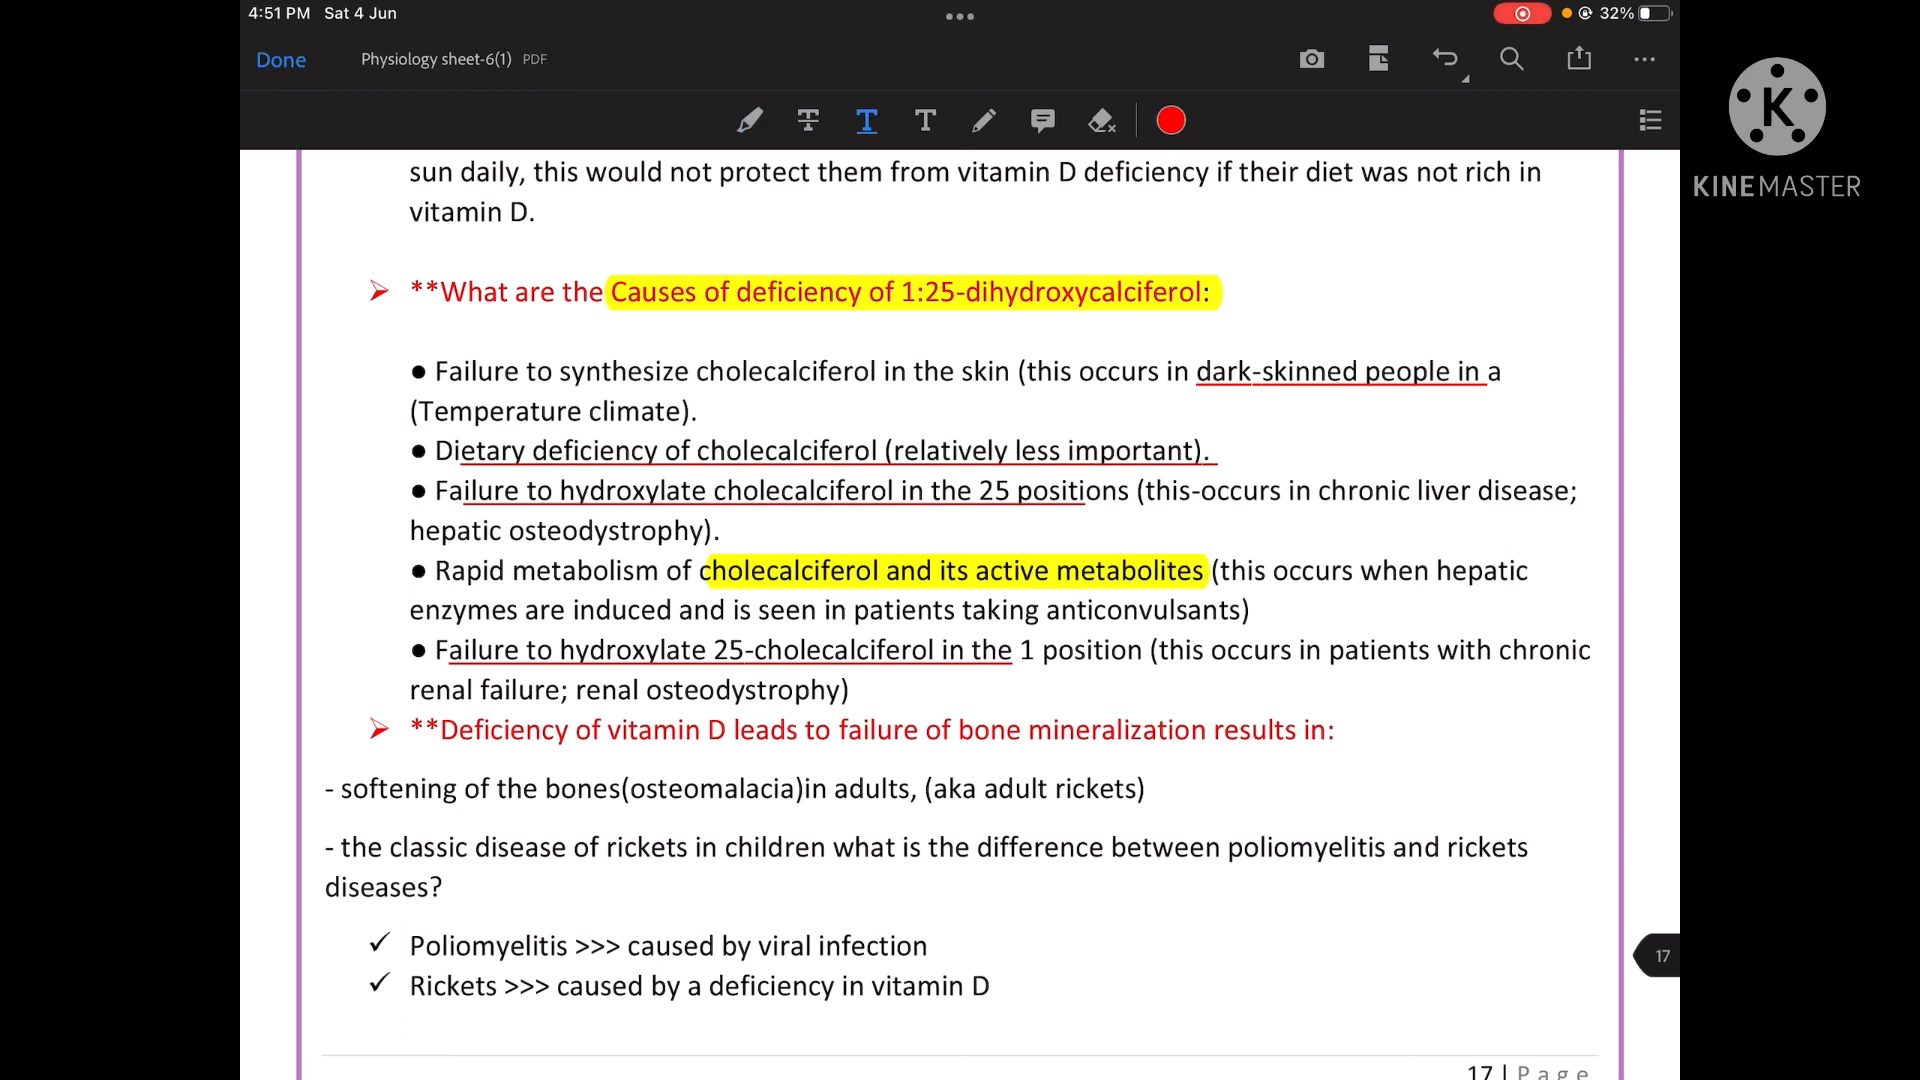 4:51 PM Sat 4 Jun
32%
Done
Physiology sheet-6(1) PDF
T T T
K
KINEMASTER
sun daily, this would not protect them from vitamin D deficiency if their diet was not rich in
vitamin D.
➢ **What are the Causes of deficiency of 1:25-dihydroxycalciferol:
● Failure to synthesize cholecalciferol in the skin (this occurs in dark-skinned people in a
(Temperature climate).
● Dietary deficiency of cholecalciferol (relatively less important).
● Failure to hydroxylate cholecalciferol in the 25 positions (this-occurs in chronic liver disease;
hepatic osteodystrophy).
● Rapid metabolism of cholecalciferol and its active metabolites (this occurs when hepatic
enzymes are induced and is seen in patients taking anticonvulsants)
● Failure to hydroxylate 25-cholecalciferol in the 1 position (this occurs in patients with chronic
renal failure; renal osteodystrophy)
➢ **Deficiency of vitamin D leads to failure of bone mineralization results in:
- softening of the bones(osteomalacia)in adults, (aka adult rickets)
- the classic disease of rickets in children what is the difference between poliomyelitis and rickets
diseases?
✓ Poliomyelitis >>> caused by viral infection
✓ Rickets >>> caused by a deficiency in vitamin D
17
17 | Page